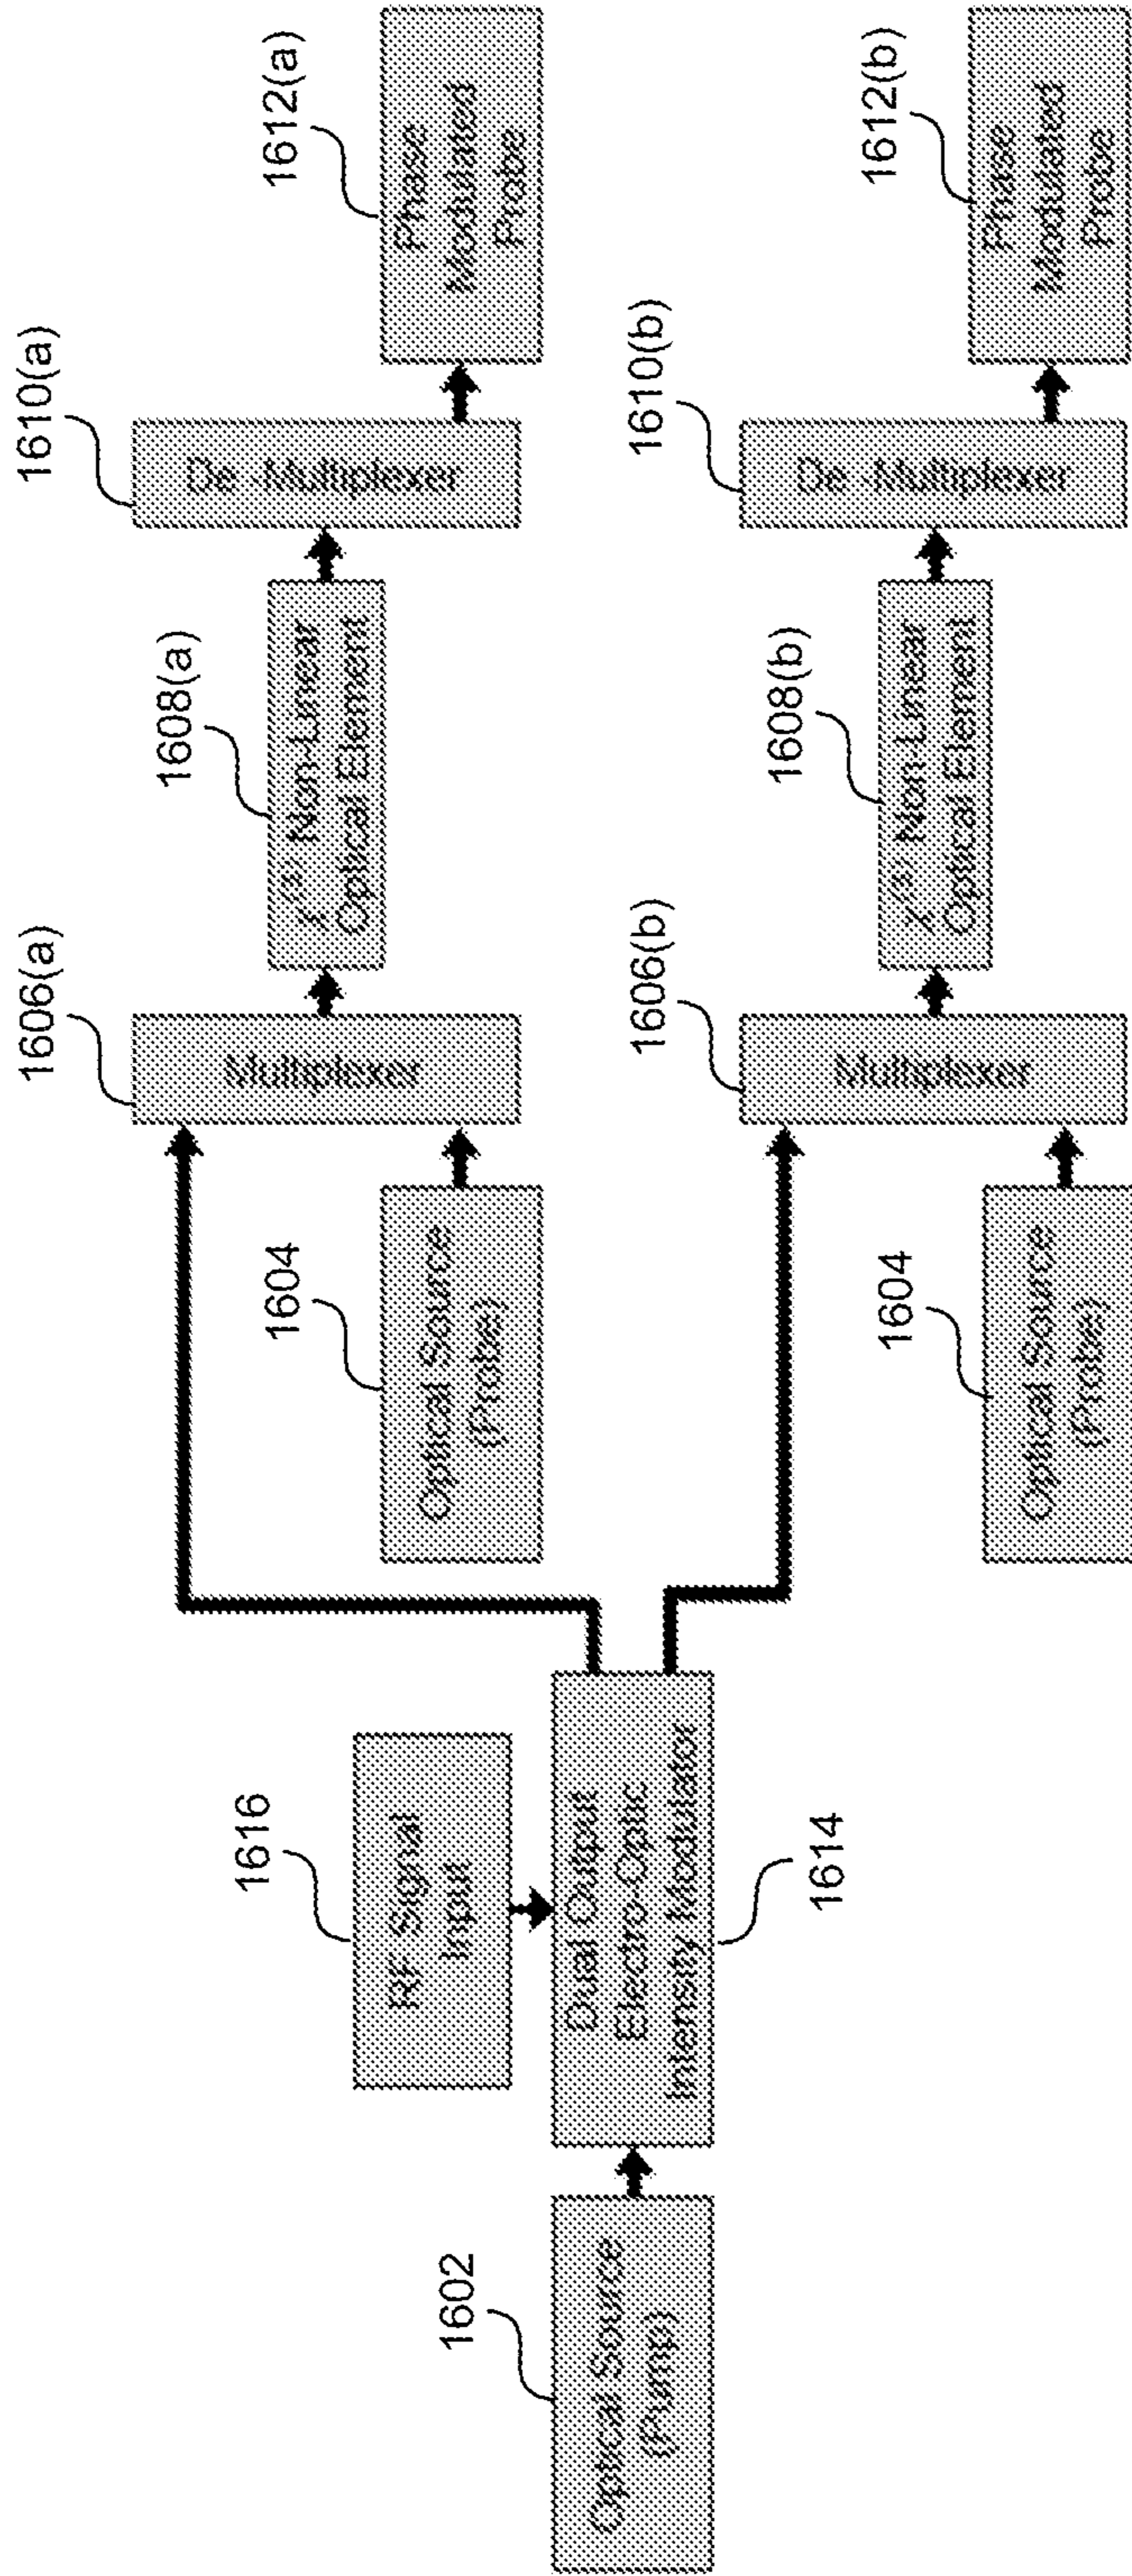 1602
Optical Source
(Pump)
1616
RF Signal
Input
Dual Output
Electro-Optic
Intensity Modulator
1614
1604
Optical Source
(Probe)
1606(a)
Multiplexer
1608(a)
Non-Linear
Optical Element
1610(a)
De -Multiplexer
1612(a)
Phase
Modulated
Probe
1604
Optical Source
(Probe)
1606(b)
Multiplexer
1608(b)
Non-Linear
Optical Element
1610(b)
De -Multiplexer
1612(b)
Phase
Modulated
Probe